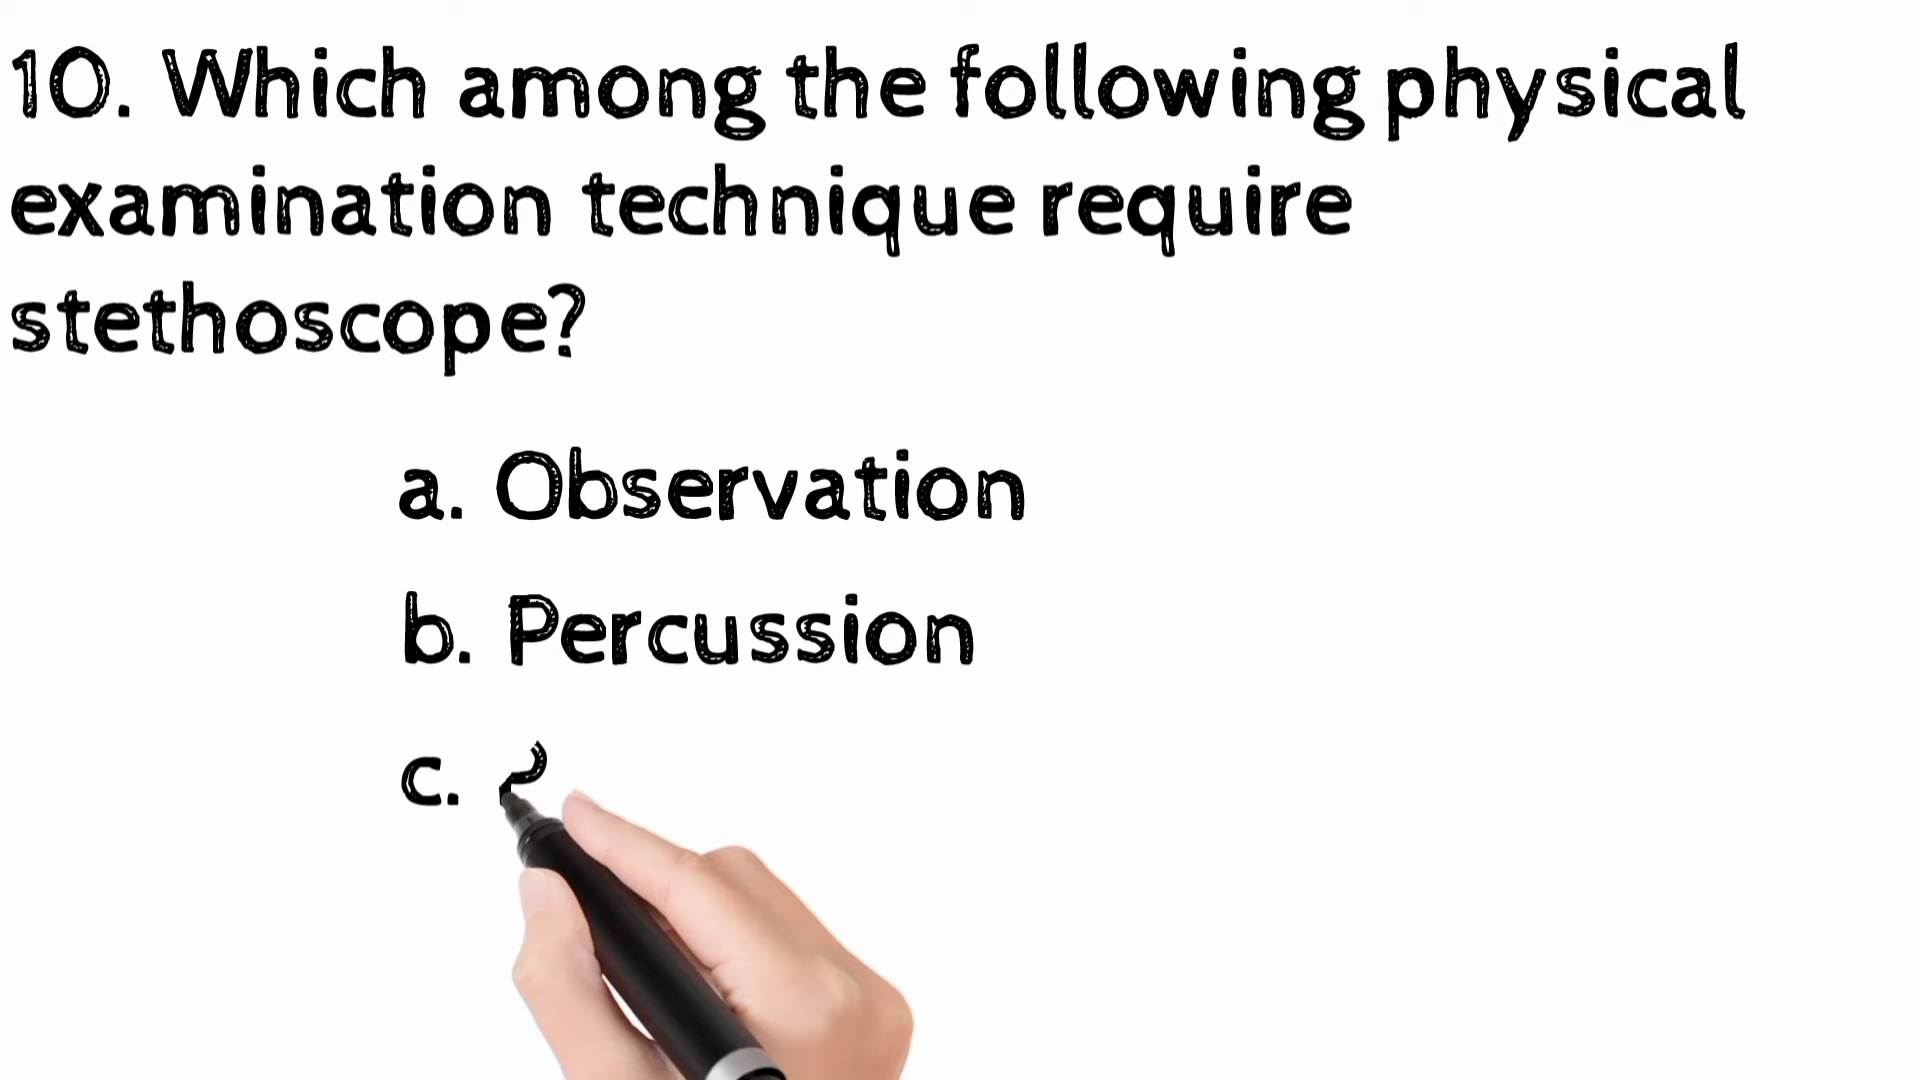 10. Which among the following physical
examination technique require
stethoscope?
a. Observation
b. Percussion
c.